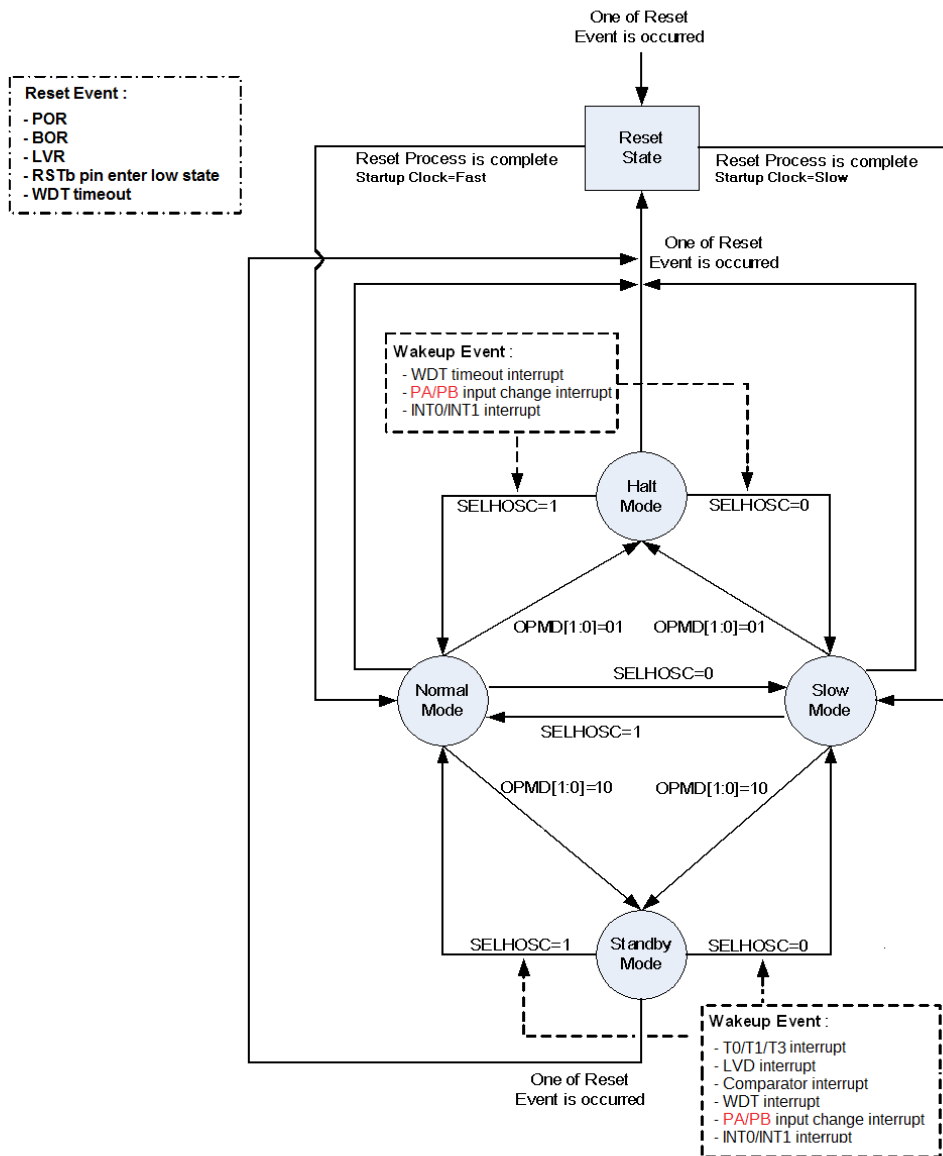 One of Reset
Event is occurred
Reset Event :
- POR
- BOR
- LVR
- RSTb pin enter low state
- WDT timeout
Reset
State
Reset Process is complete
Startup Clock=Fast
Reset Process is complete
Startup Clock=Slow
One of Reset
Event is occurred
Wakeup Event :
- WDT timeout interrupt
- PA/PB input change interrupt
- INT0/INT1 interrupt
Halt
Mode
SELHOSC=1
SELHOSC=0
OPMD[1:0]=01
OPMD[1:0]=01
Normal
Mode
SELHOSC=0
Slow
Mode
SELHOSC=1
OPMD[1:0]=10
OPMD[1:0]=10
Standby
Mode
SELHOSC=1
SELHOSC=0
Wakeup Event :
- T0/T1/T3 interrupt
- LVD interrupt
- Comparator interrupt
- WDT interrupt
- PA/PB input change interrupt
- INT0/INT1 interrupt
One of Reset
Event is occurred